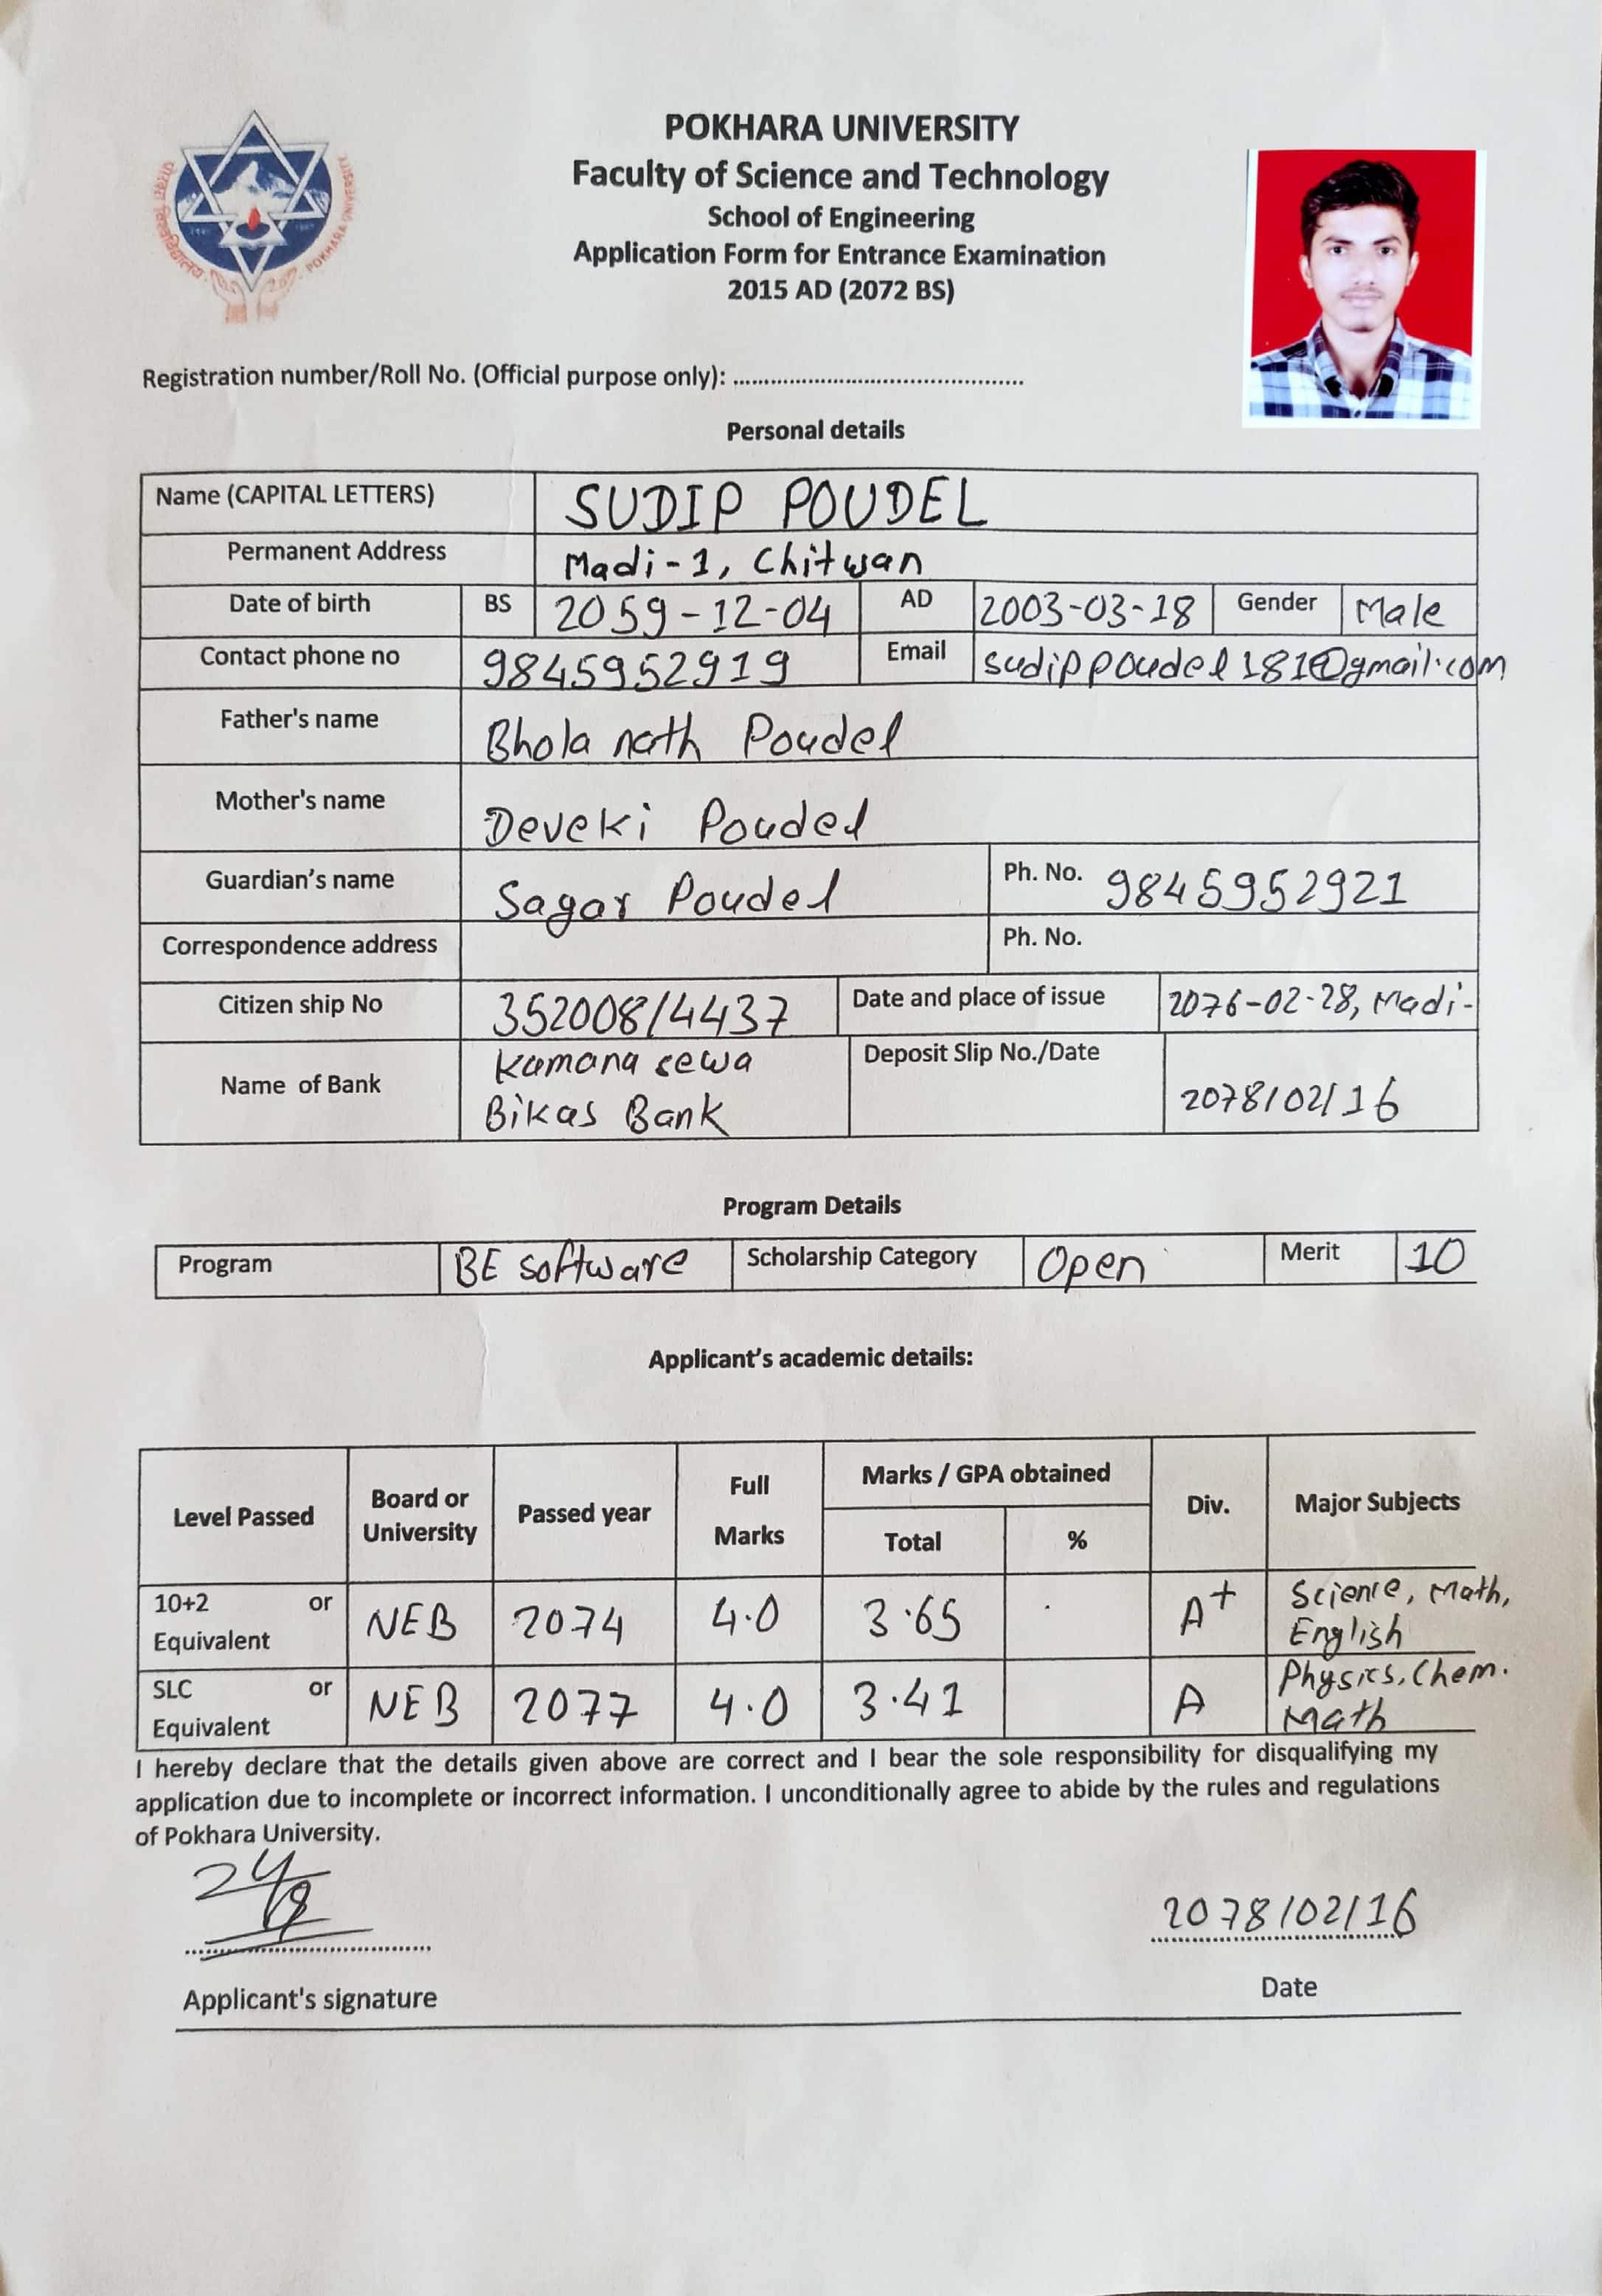 POKHARA UNIVERSITY
Faculty of Science and Technology
School of Engineering
Application Form for Entrance Examination
2015 AD (2072 BS)
पोखरा विश्वविद्यालय
POKHARA UNIVERSITY
Registration number/Roll No. (Official purpose only): ................................................
Personal details
Name (CAPITAL LETTERS) SUDIP POUDEL
Permanent Address Madi-1, Chitwan
Date of birth BS 2059-12-04 AD 2003-03-18 Gender Male
Contact phone no 9845952919 Email sudippoudel181@gmail.com
Father's name Bhola nath Poudel
Mother's name Deveki Poudel
Guardian's name Sagar Poudel Ph. No. 9845952921
Correspondence address Ph. No.
Citizen ship No 352008/4437 Date and place of issue 2076-02-28, Madi-
Name of Bank Kamana sewa
Bikas Bank Deposit Slip No./Date 2078/02/16
Program Details
Program BE software Scholarship Category Open Merit 10
Applicant's academic details:
Level Passed Board or University Passed year Full Marks Marks / GPA obtained Div. Major Subjects
Total %
10+2 or Equivalent NEB 2074 4.0 3.65 A+ Science, Math, English
SLC or Equivalent NEB 2077 4.0 3.41 A Physics, Chem. Math
I hereby declare that the details given above are correct and I bear the sole responsibility for disqualifying my
application due to incomplete or incorrect information. I unconditionally agree to abide by the rules and regulations
of Pokhara University.
2078/02/16
Applicant's signature Date